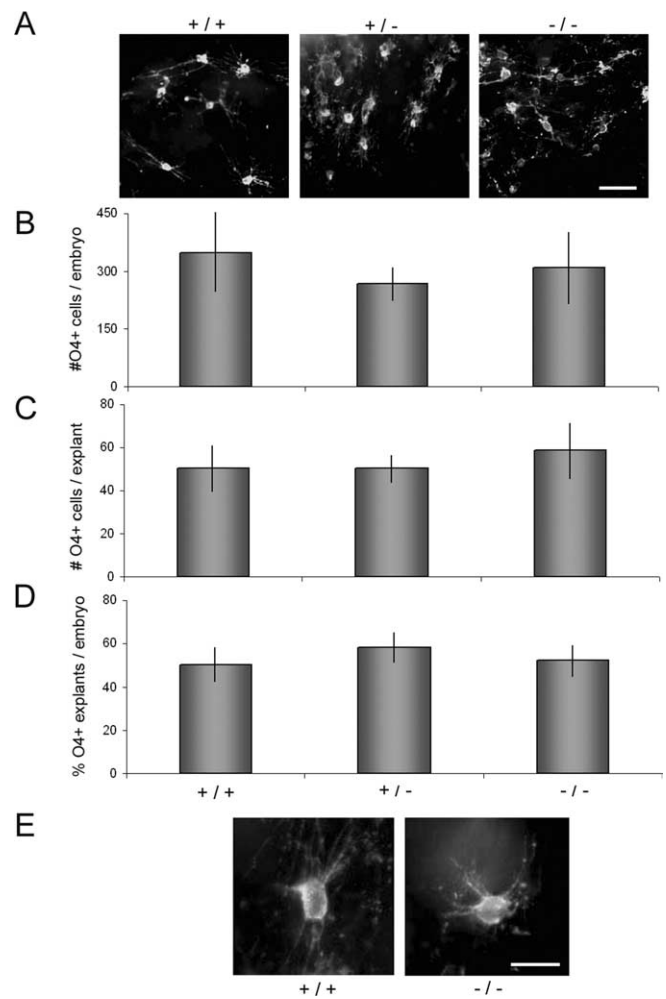 A
+ / + + / - - / -
B
#O4+ cells / embryo
450
300
150
0
C
# O4+ cells / explant
80
60
40
20
0
D
% O4+ explants / embryo
80
60
40
20
0
+ / + + / - - / -
E
+ / + - / -